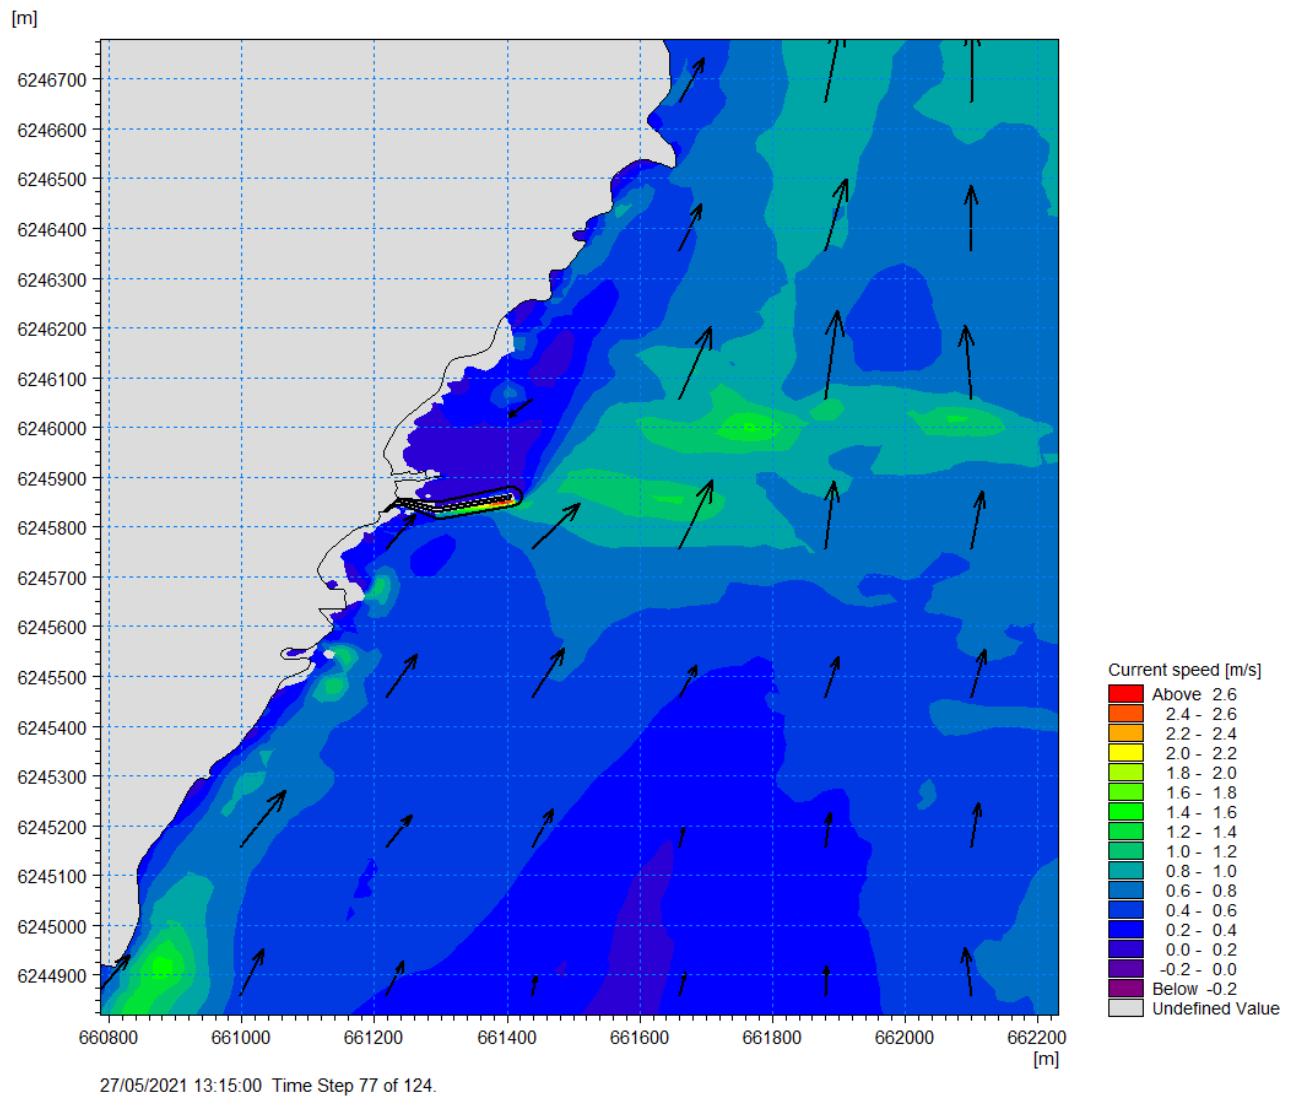 [m]
6246700
6246600
6246500
6246400
6246300
6246200
6246100
6246000
6245900
6245800
6245700
6245600
6245500
6245400
6245300
6245200
6245100
6245000
6244900
660800 661000 661200 661400 661600 661800 662000 662200
[m]
27/05/2021 13:15:00 Time Step 77 of 124.
Current speed [m/s]
Above 2.6
2.4 - 2.6
2.2 - 2.4
2.0 - 2.2
1.8 - 2.0
1.6 - 1.8
1.4 - 1.6
1.2 - 1.4
1.0 - 1.2
0.8 - 1.0
0.6 - 0.8
0.4 - 0.6
0.2 - 0.4
0.0 - 0.2
-0.2 - 0.0
Below -0.2
Undefined Value